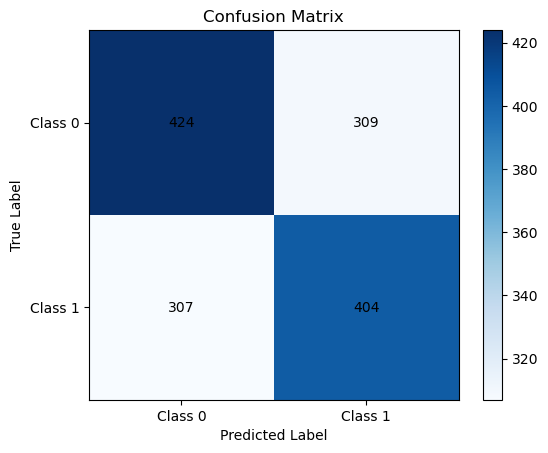 Confusion Matrix
True Label
Class 0
424
309
Class 1
307
404
Class 0
Class 1
Predicted Label
420
400
380
360
340
320